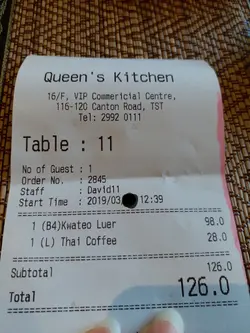 Queen's Kitchen
16/F, VIP Commericial Centre,
116-120 Canton Road, TST
Tel: 2992 0111
Table : 11
No of Guest : 1
Order No. : 2845
Staff : David11
Start Time : 2019/03 12:39
1 (B4)Kwateo Luer 98.0
1 (L) Thai Coffee 28.0
Subtotal 126.0
Total 126.0